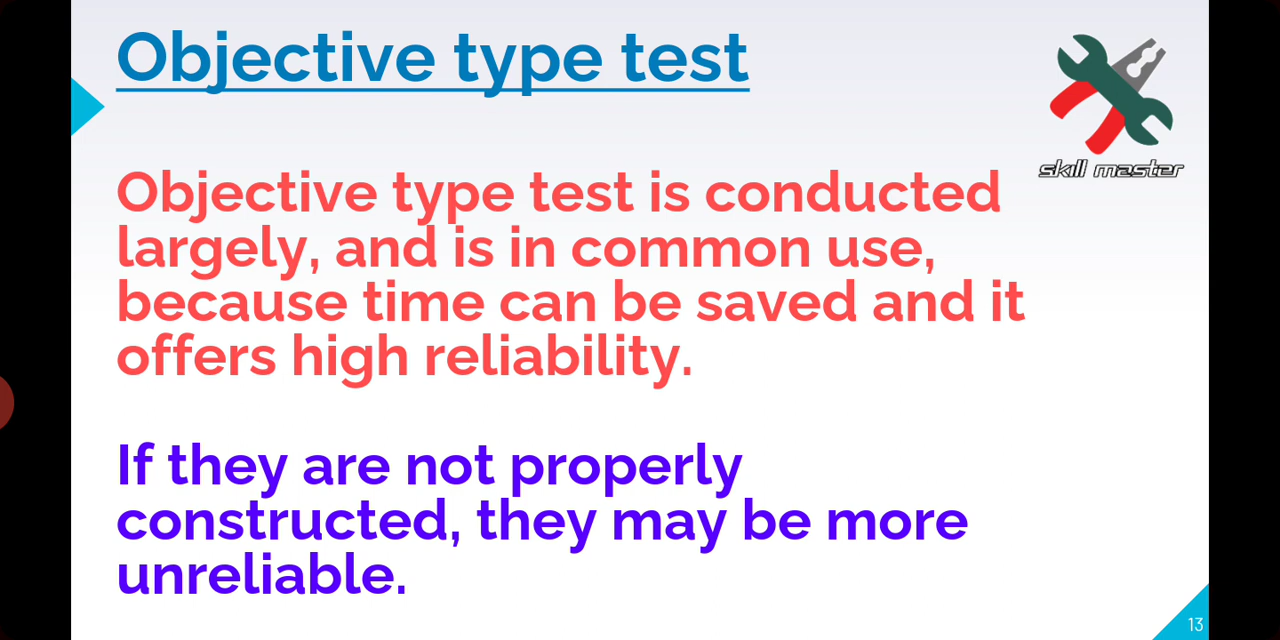 Objective type test
skill master
Objective type test is conducted
largely, and is in common use,
because time can be saved and it
offers high reliability.
If they are not properly
constructed, they may be more
unreliable.
13